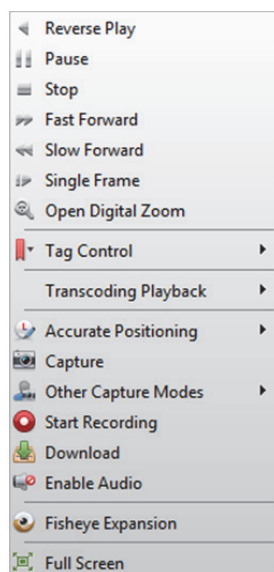 Reverse Play
Pause
Stop
Fast Forward
Slow Forward
Single Frame
Open Digital Zoom
Tag Control
Transcoding Playback
Accurate Positioning
Capture
Other Capture Modes
Start Recording
Download
Enable Audio
Fisheye Expansion
Full Screen